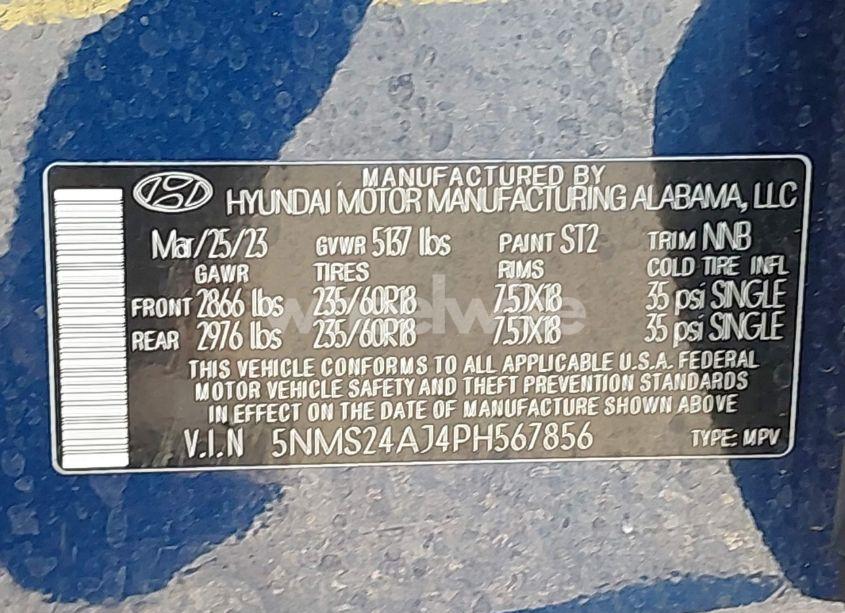 MANUFACTURED BY
HYUNDAI MOTOR MANUFACTURING ALABAMA, LLC
Mar/25/23 GVWR 5137 lbs PAINT ST2 TRIM NNB
GAWR TIRES RIMS COLD TIRE INFL
FRONT 2866 lbs 235/60R18 7.5JX18 35 psi SINGLE
REAR 2976 lbs 235/60R18 7.5JX18 35 psi SINGLE
THIS VEHICLE CONFORMS TO ALL APPLICABLE U.S.A. FEDERAL
MOTOR VEHICLE SAFETY AND THEFT PREVENTION STANDARDS
IN EFFECT ON THE DATE OF MANUFACTURE SHOWN ABOVE
V.I.N 5NMS24AJ4PH567856 TYPE: MPV